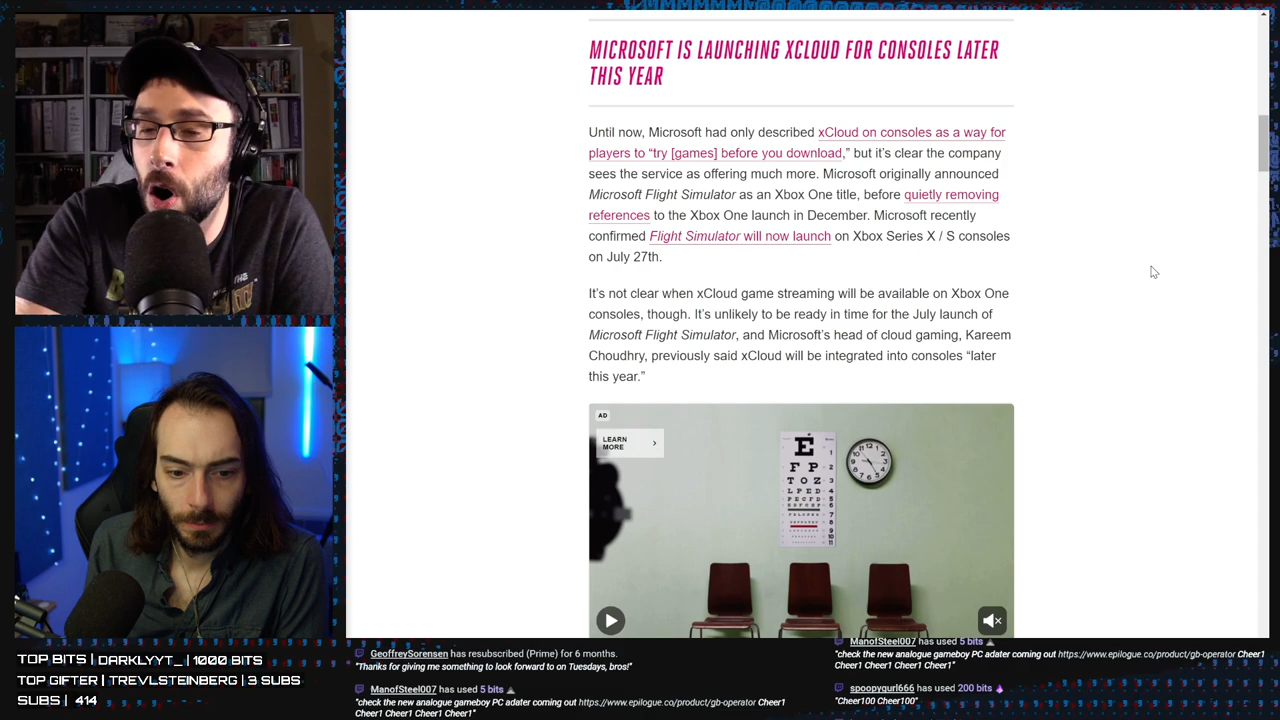 MICROSOFT IS LAUNCHING XCLOUD FOR CONSOLES LATER
THIS YEAR
Until now, Microsoft had only described xCloud on consoles as a way for
players to “try [games] before you download,” but it’s clear the company
sees the service as offering much more. Microsoft originally announced
Microsoft Flight Simulator as an Xbox One title, before quietly removing
references to the Xbox One launch in December. Microsoft recently
confirmed Flight Simulator will now launch on Xbox Series X / S consoles
on July 27th.
It’s not clear when xCloud game streaming will be available on Xbox One
consoles, though. It’s unlikely to be ready in time for the July launch of
Microsoft Flight Simulator, and Microsoft’s head of cloud gaming, Kareem
Choudhry, previously said xCloud will be integrated into consoles “later
this year.”
AD
LEARN
MORE
E
F P
T O Z
L P E D
P E C F D
1
2
3
4
5
6
7
8
9
10
11
TOP BITS | DARKLYYT_ | 1000 BITS
TOP GIFTER | TREVLSTEINBERG | 3 SUBS
SUBS | 414
GeoffreySorensen has resubscribed (Prime) for 6 months.
"Thanks for giving me something to look forward to on Tuesdays, bros!"
ManofSteel007 has used 5 bits
"check the new analogue gameboy PC adater coming out https://www.epilogue.co/product/gb-operator Cheer1
Cheer1 Cheer1 Cheer1 Cheer1"
ManofSteel007 has used 5 bits
"check the new analogue gameboy PC adater coming out https://www.epilogue.co/product/gb-operator Cheer1
Cheer1 Cheer1 Cheer1 Cheer1"
spoopygurl666 has used 200 bits
"Cheer100 Cheer100"